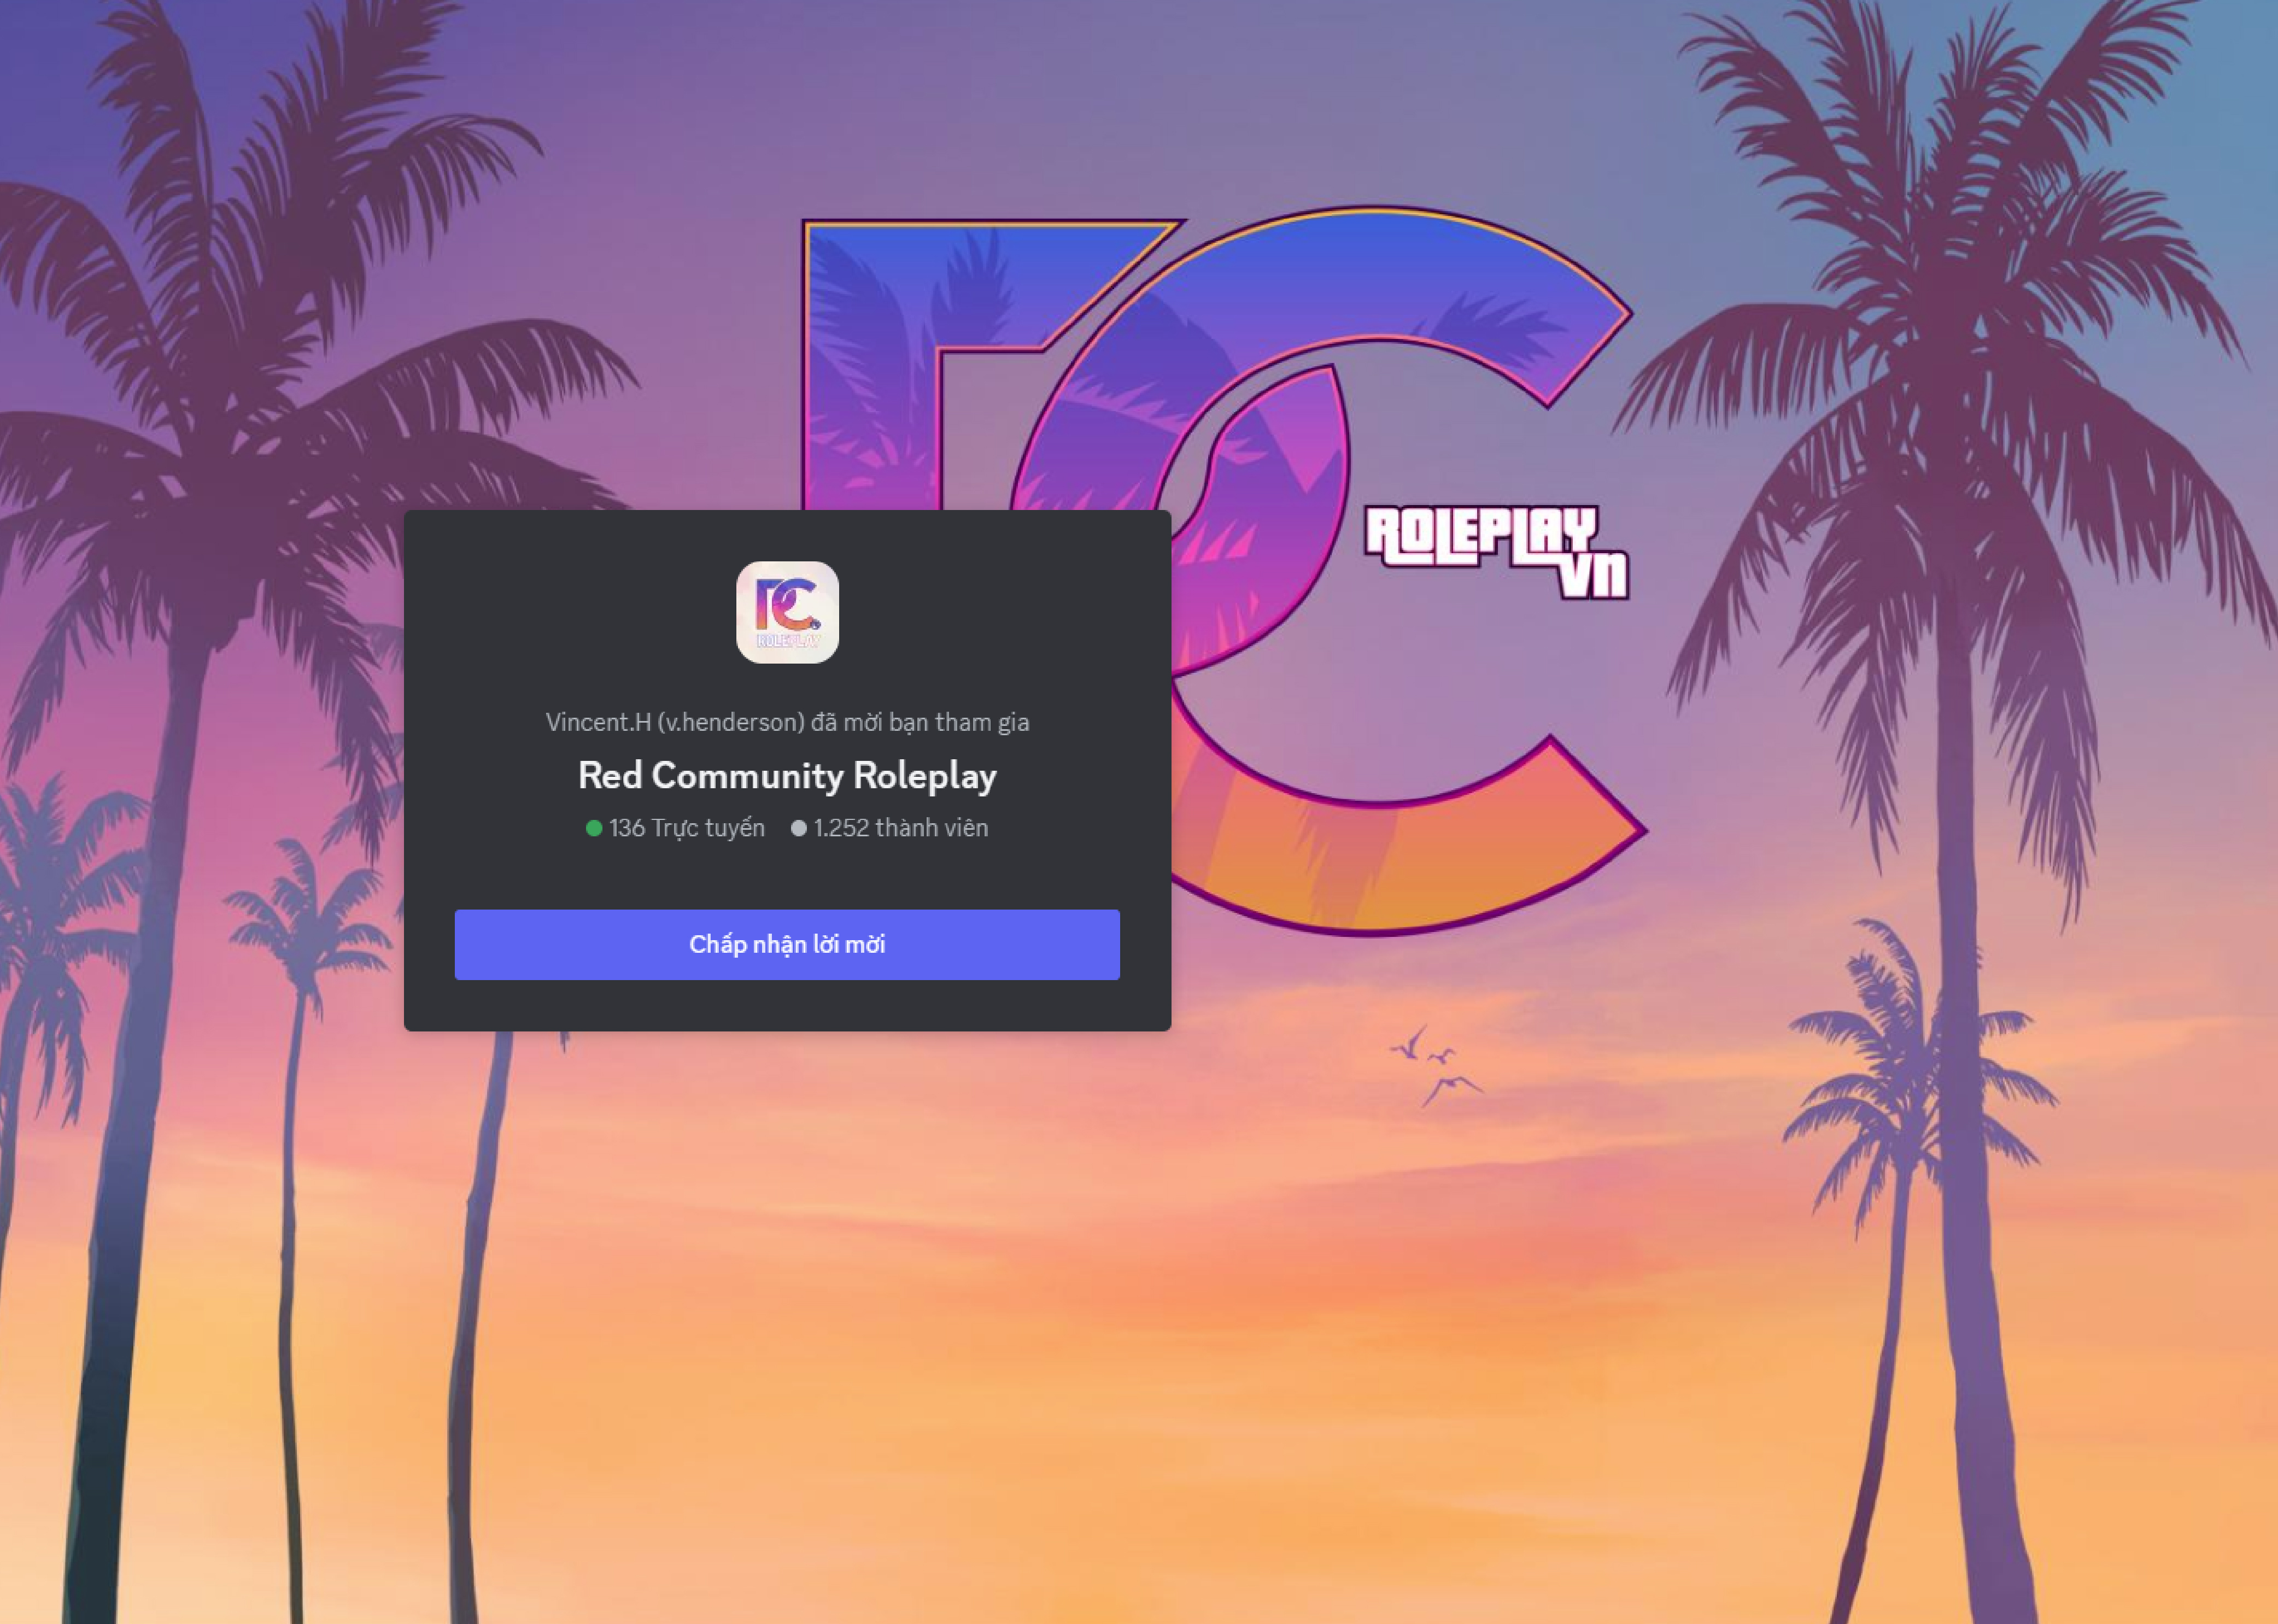 ROLEPLAY
VN
ROLEPLAY
Vincent.H (v.henderson) đã mời bạn tham gia
Red Community Roleplay
136 Trực tuyến 1.252 thành viên
Chấp nhận lời mời